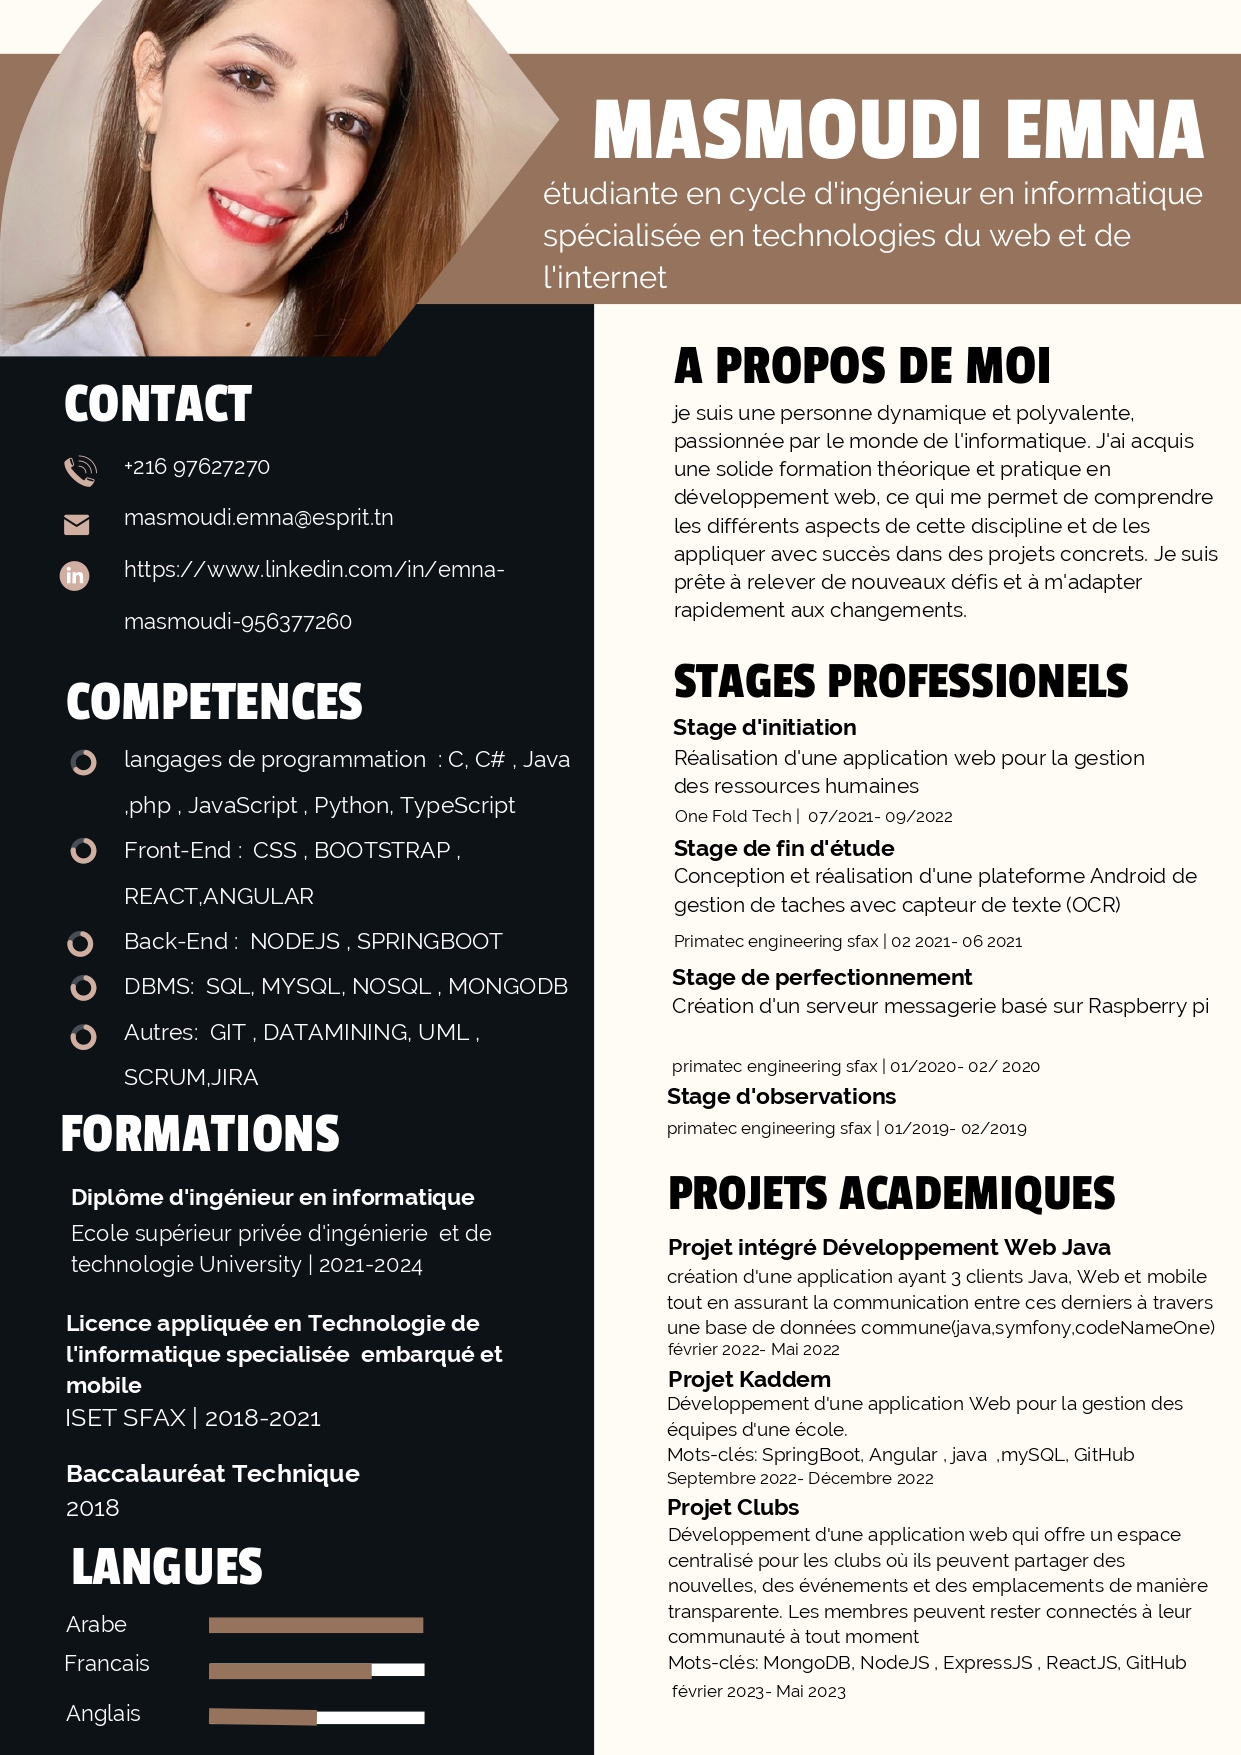 MASMOUDI EMNA
étudiante en cycle d'ingénieur en informatique
spécialisée en technologies du web et de
l'internet
CONTACT
+216 97627270
masmoudi.emna@esprit.tn
https://www.linkedin.com/in/emna-
masmoudi-956377260
COMPETENCES
langages de programmation : C, C# , Java
,php , JavaScript , Python, TypeScript
Front-End : CSS , BOOTSTRAP ,
REACT,ANGULAR
Back-End : NODEJS , SPRINGBOOT
DBMS: SQL, MYSQL, NOSQL , MONGODB
Autres: GIT , DATAMINING, UML ,
SCRUM,JIRA
FORMATIONS
Diplôme d'ingénieur en informatique
Ecole supérieur privée d'ingénierie et de
technologie University | 2021-2024
Licence appliquée en Technologie de
l'informatique specialisée embarqué et
mobile
ISET SFAX | 2018-2021
Baccalauréat Technique
2018
LANGUES
Arabe
Francais
Anglais
A PROPOS DE MOI
je suis une personne dynamique et polyvalente,
passionnée par le monde de l'informatique. J'ai acquis
une solide formation théorique et pratique en
développement web, ce qui me permet de comprendre
les différents aspects de cette discipline et de les
appliquer avec succès dans des projets concrets. Je suis
prête à relever de nouveaux défis et à m'adapter
rapidement aux changements.
STAGES PROFESSIONELS
Stage d'initiation
Réalisation d'une application web pour la gestion
des ressources humaines
One Fold Tech | 07/2021- 09/2022
Stage de fin d'étude
Conception et réalisation d'une plateforme Android de
gestion de taches avec capteur de texte (OCR)
Primatec engineering sfax | 02 2021- 06 2021
Stage de perfectionnement
Création d'un serveur messagerie basé sur Raspberry pi
primatec engineering sfax | 01/2020- 02/ 2020
Stage d'observations
primatec engineering sfax | 01/2019- 02/2019
PROJETS ACADEMIQUES
Projet intégré Développement Web Java
création d'une application ayant 3 clients Java, Web et mobile
tout en assurant la communication entre ces derniers à travers
une base de données commune(java,symfony,codeNameOne)
février 2022- Mai 2022
Projet Kaddem
Développement d'une application Web pour la gestion des
équipes d'une école.
Mots-clés: SpringBoot, Angular , java ,mySQL, GitHub
Septembre 2022- Décembre 2022
Projet Clubs
Développement d'une application web qui offre un espace
centralisé pour les clubs où ils peuvent partager des
nouvelles, des événements et des emplacements de manière
transparente. Les membres peuvent rester connectés à leur
communauté à tout moment
Mots-clés: MongoDB, NodeJS , ExpressJS , ReactJS, GitHub
février 2023- Mai 2023